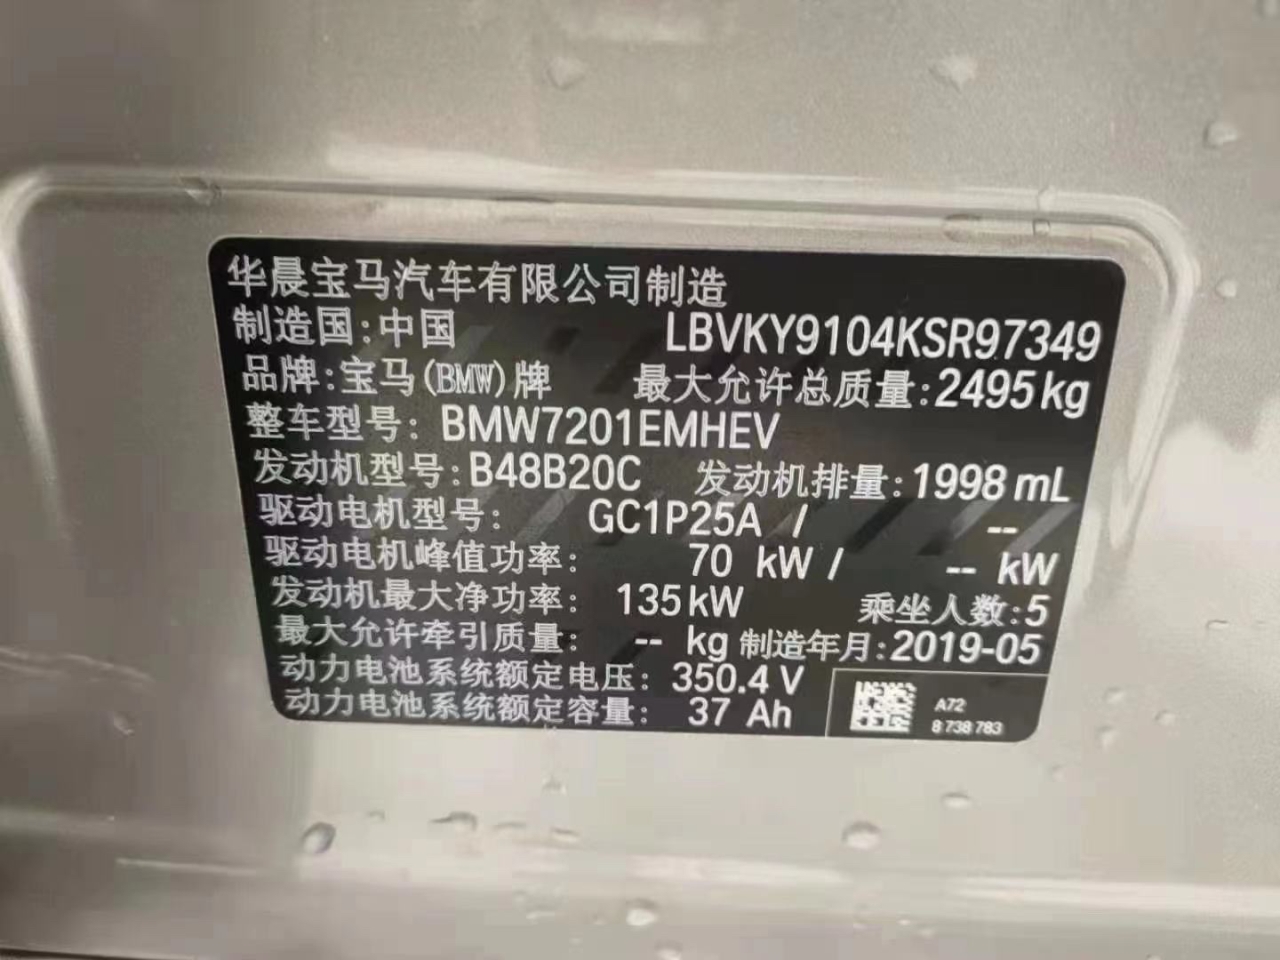 华晨宝马汽车有限公司制造
制造国:中国 LBVKY9104KSR97349
品牌:宝马(BMW)牌 最大允许总质量:2495kg
整车型号: BMW7201EMHEV
发动机型号:B48B20C 发动机排量:1998 mL
驱动电机型号: GC1P25A / --
驱动电机峰值功率: 70 kW / -- kW
发动机最大净功率: 135kW 乘坐人数:5
最大允许牵引质量: -- kg 制造年月:2019-05
动力电池系统额定电压: 350.4 V
动力电池系统额定容量: 37 Ah
A72
8 738 783